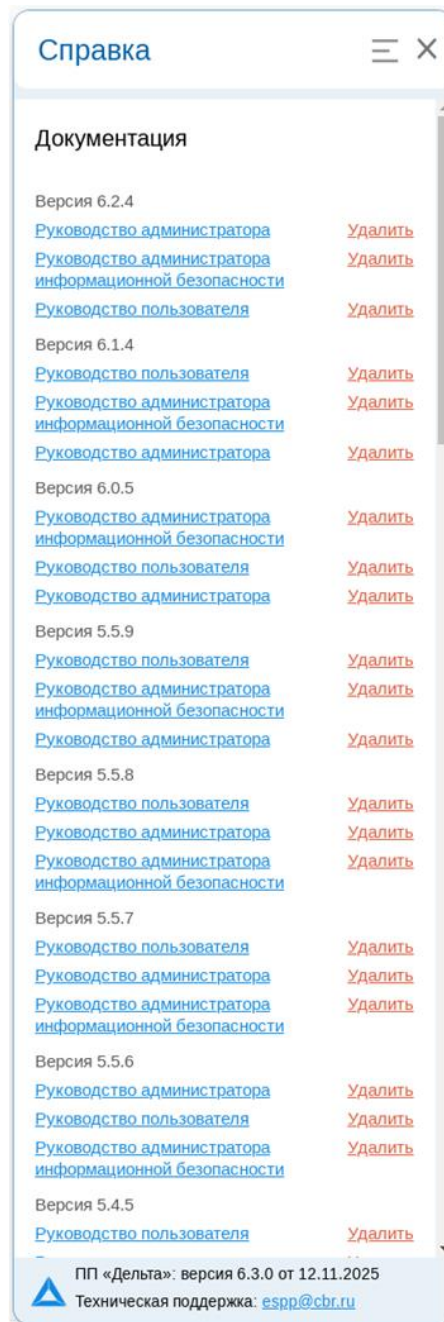 Справка
Документация
Версия 6.2.4
Руководство администратора Удалить
Руководство администратора Удалить
информационной безопасности
Руководство пользователя Удалить
Версия 6.1.4
Руководство пользователя Удалить
Руководство администратора Удалить
информационной безопасности
Руководство администратора Удалить
Версия 6.0.5
Руководство администратора Удалить
информационной безопасности
Руководство пользователя Удалить
Руководство администратора Удалить
Версия 5.5.9
Руководство пользователя Удалить
Руководство администратора Удалить
информационной безопасности
Руководство администратора Удалить
Версия 5.5.8
Руководство пользователя Удалить
Руководство администратора Удалить
Руководство администратора Удалить
информационной безопасности
Версия 5.5.7
Руководство пользователя Удалить
Руководство администратора Удалить
Руководство администратора Удалить
информационной безопасности
Версия 5.5.6
Руководство администратора Удалить
Руководство пользователя Удалить
Руководство администратора Удалить
информационной безопасности
Версия 5.4.5
Руководство пользователя Удалить
ПП «Дельта»: версия 6.3.0 от 12.11.2025
Техническая поддержка: espp@cbr.ru